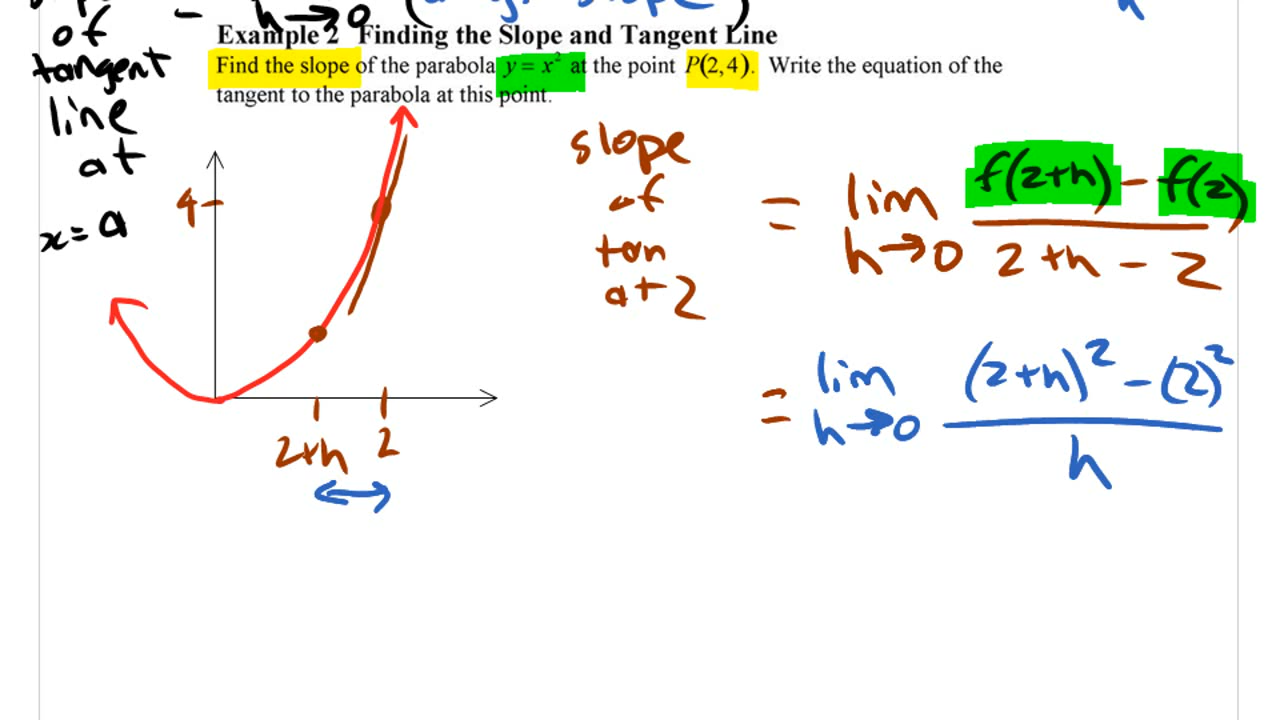 of
tangent
line
at
x = a
h→0
Example 2 Finding the Slope and Tangent Line
Find the slope of the parabola y = x² at the point P(2,4). Write the equation of the
tangent to the parabola at this point.
4
2+h
2
slope
of
tan
at 2
= lim h→0 f(2+h) - f(2) / 2+h - 2
= lim h→0 (2+h)² - (2)² / h